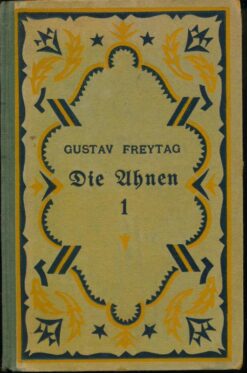 GUSTAV FREYTAG
Die Ahnen
1